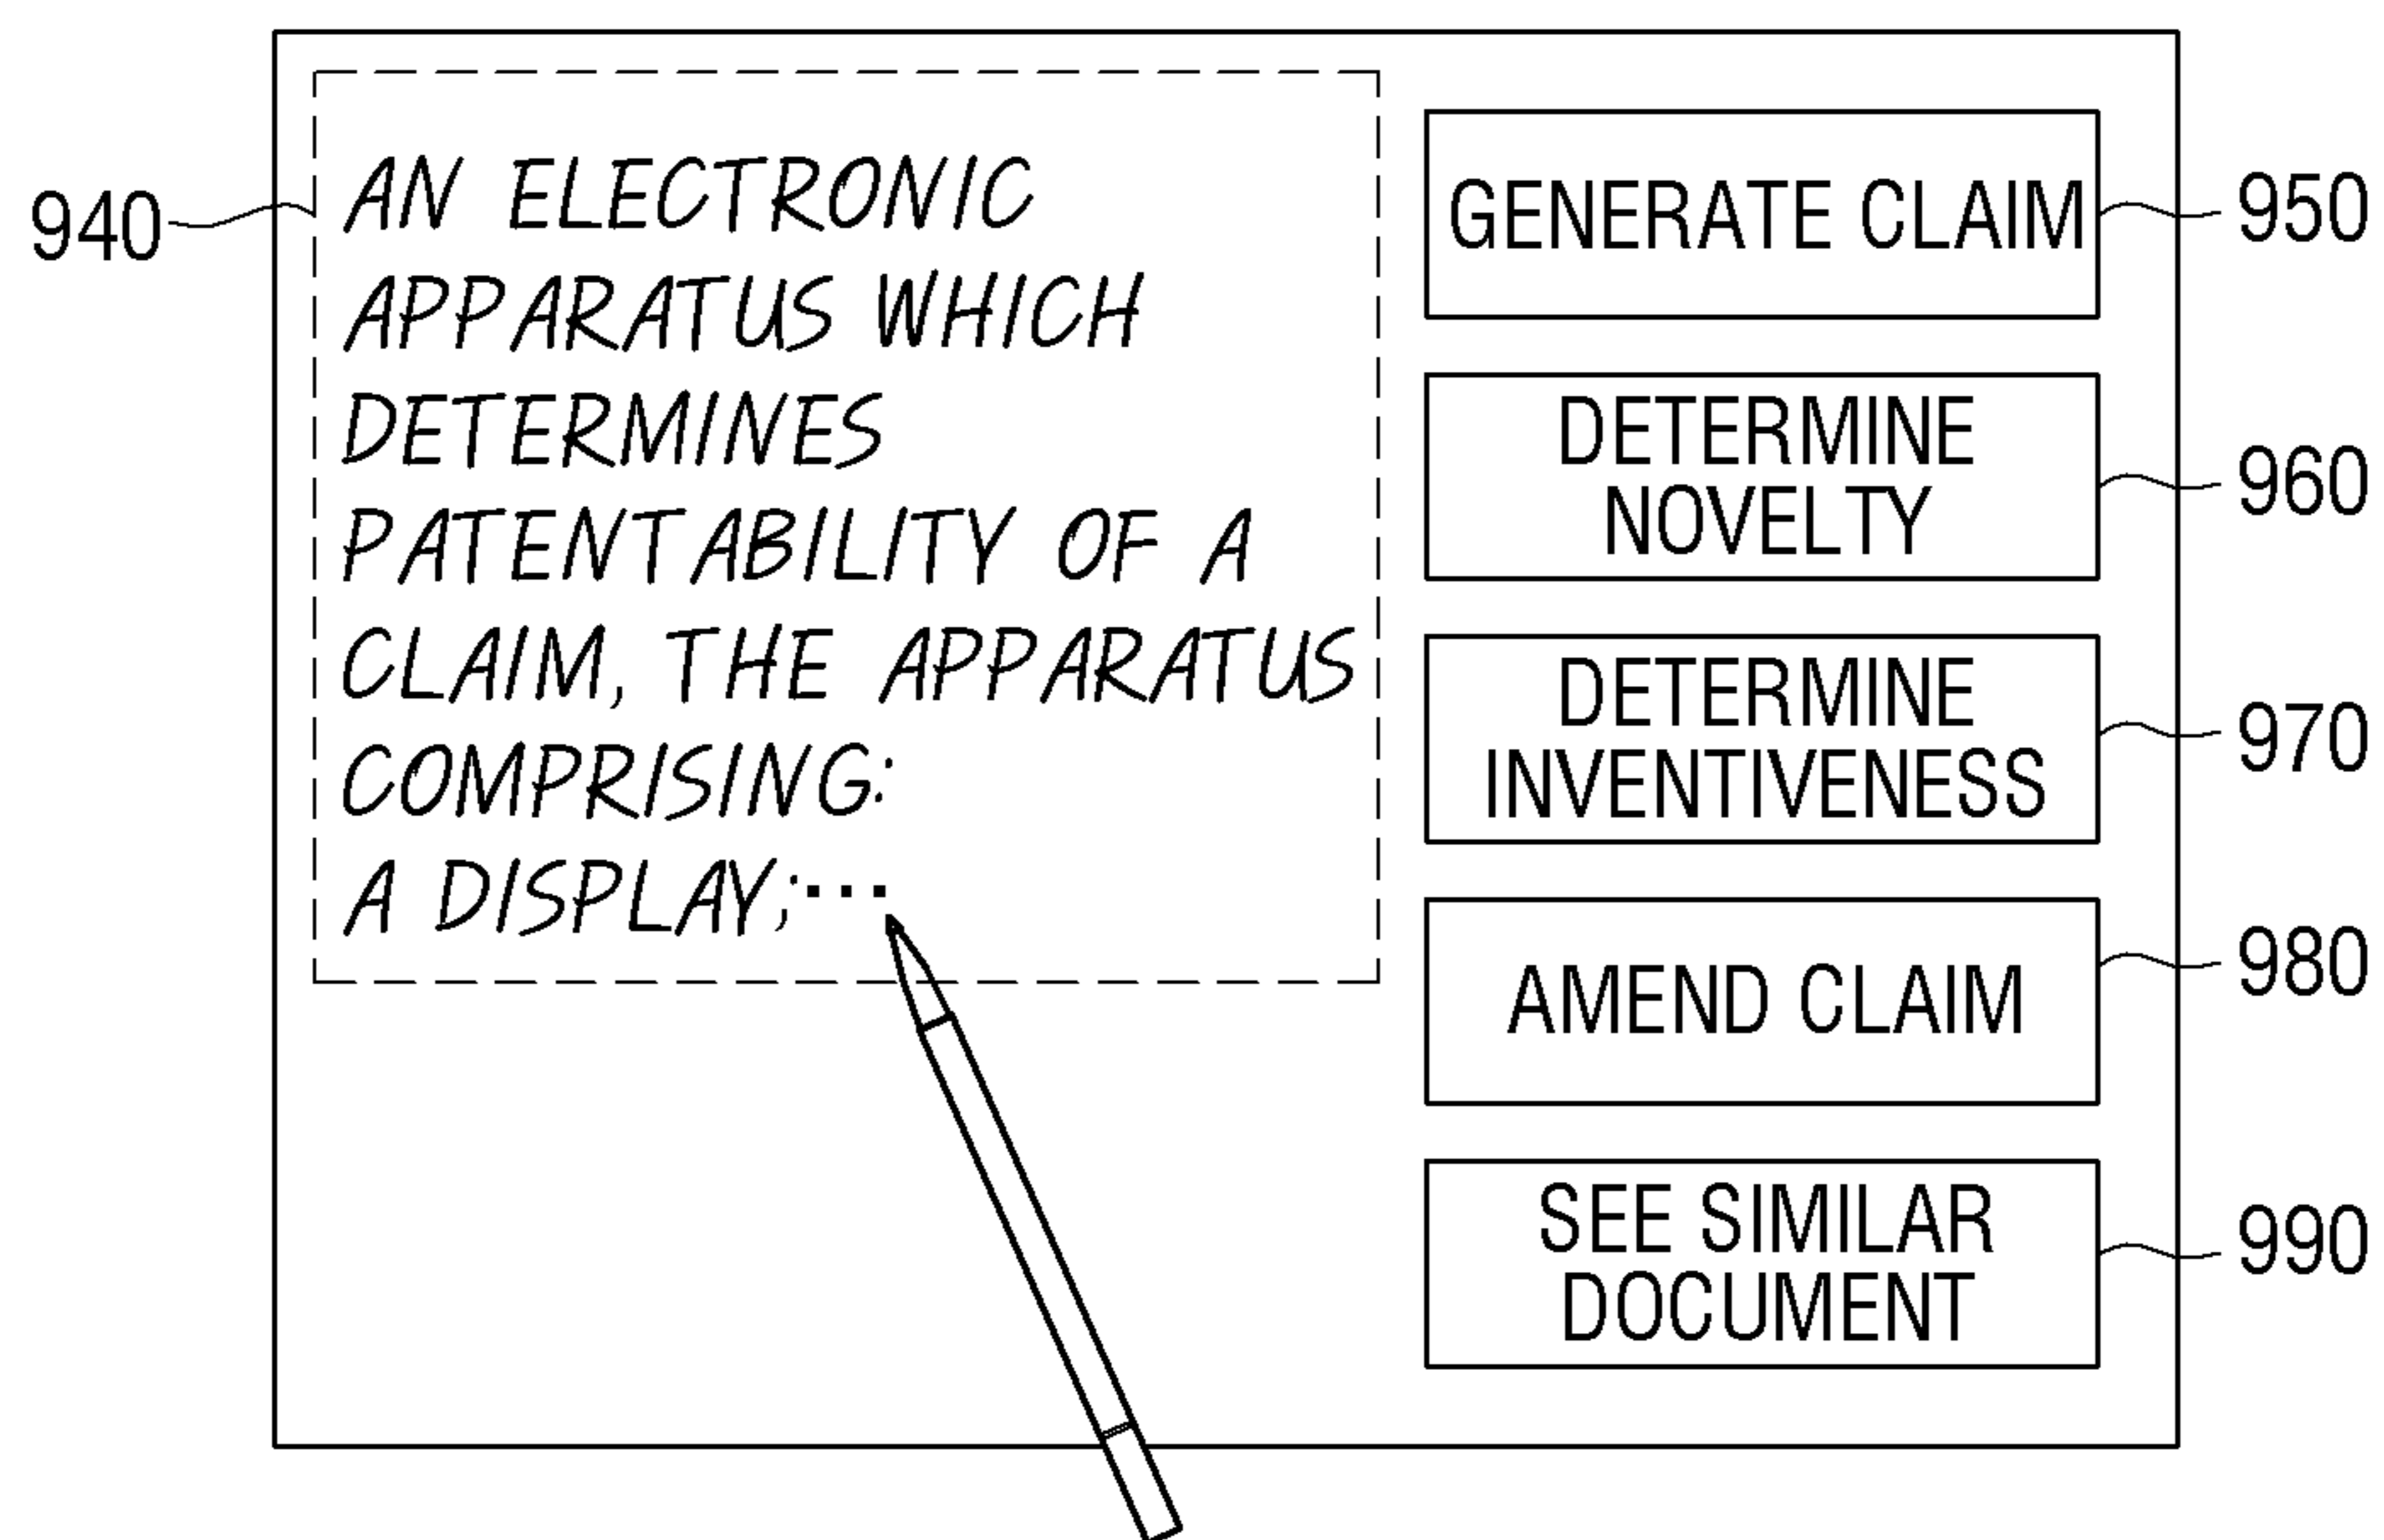 940
AN ELECTRONIC
APPARATUS WHICH
DETERMINES
PATENTABILITY OF A
CLAIM, THE APPARATUS
COMPRISING:
A DISPLAY;...
GENERATE CLAIM
950
DETERMINE
NOVELTY
960
DETERMINE
INVENTIVENESS
970
AMEND CLAIM
980
SEE SIMILAR
DOCUMENT
990